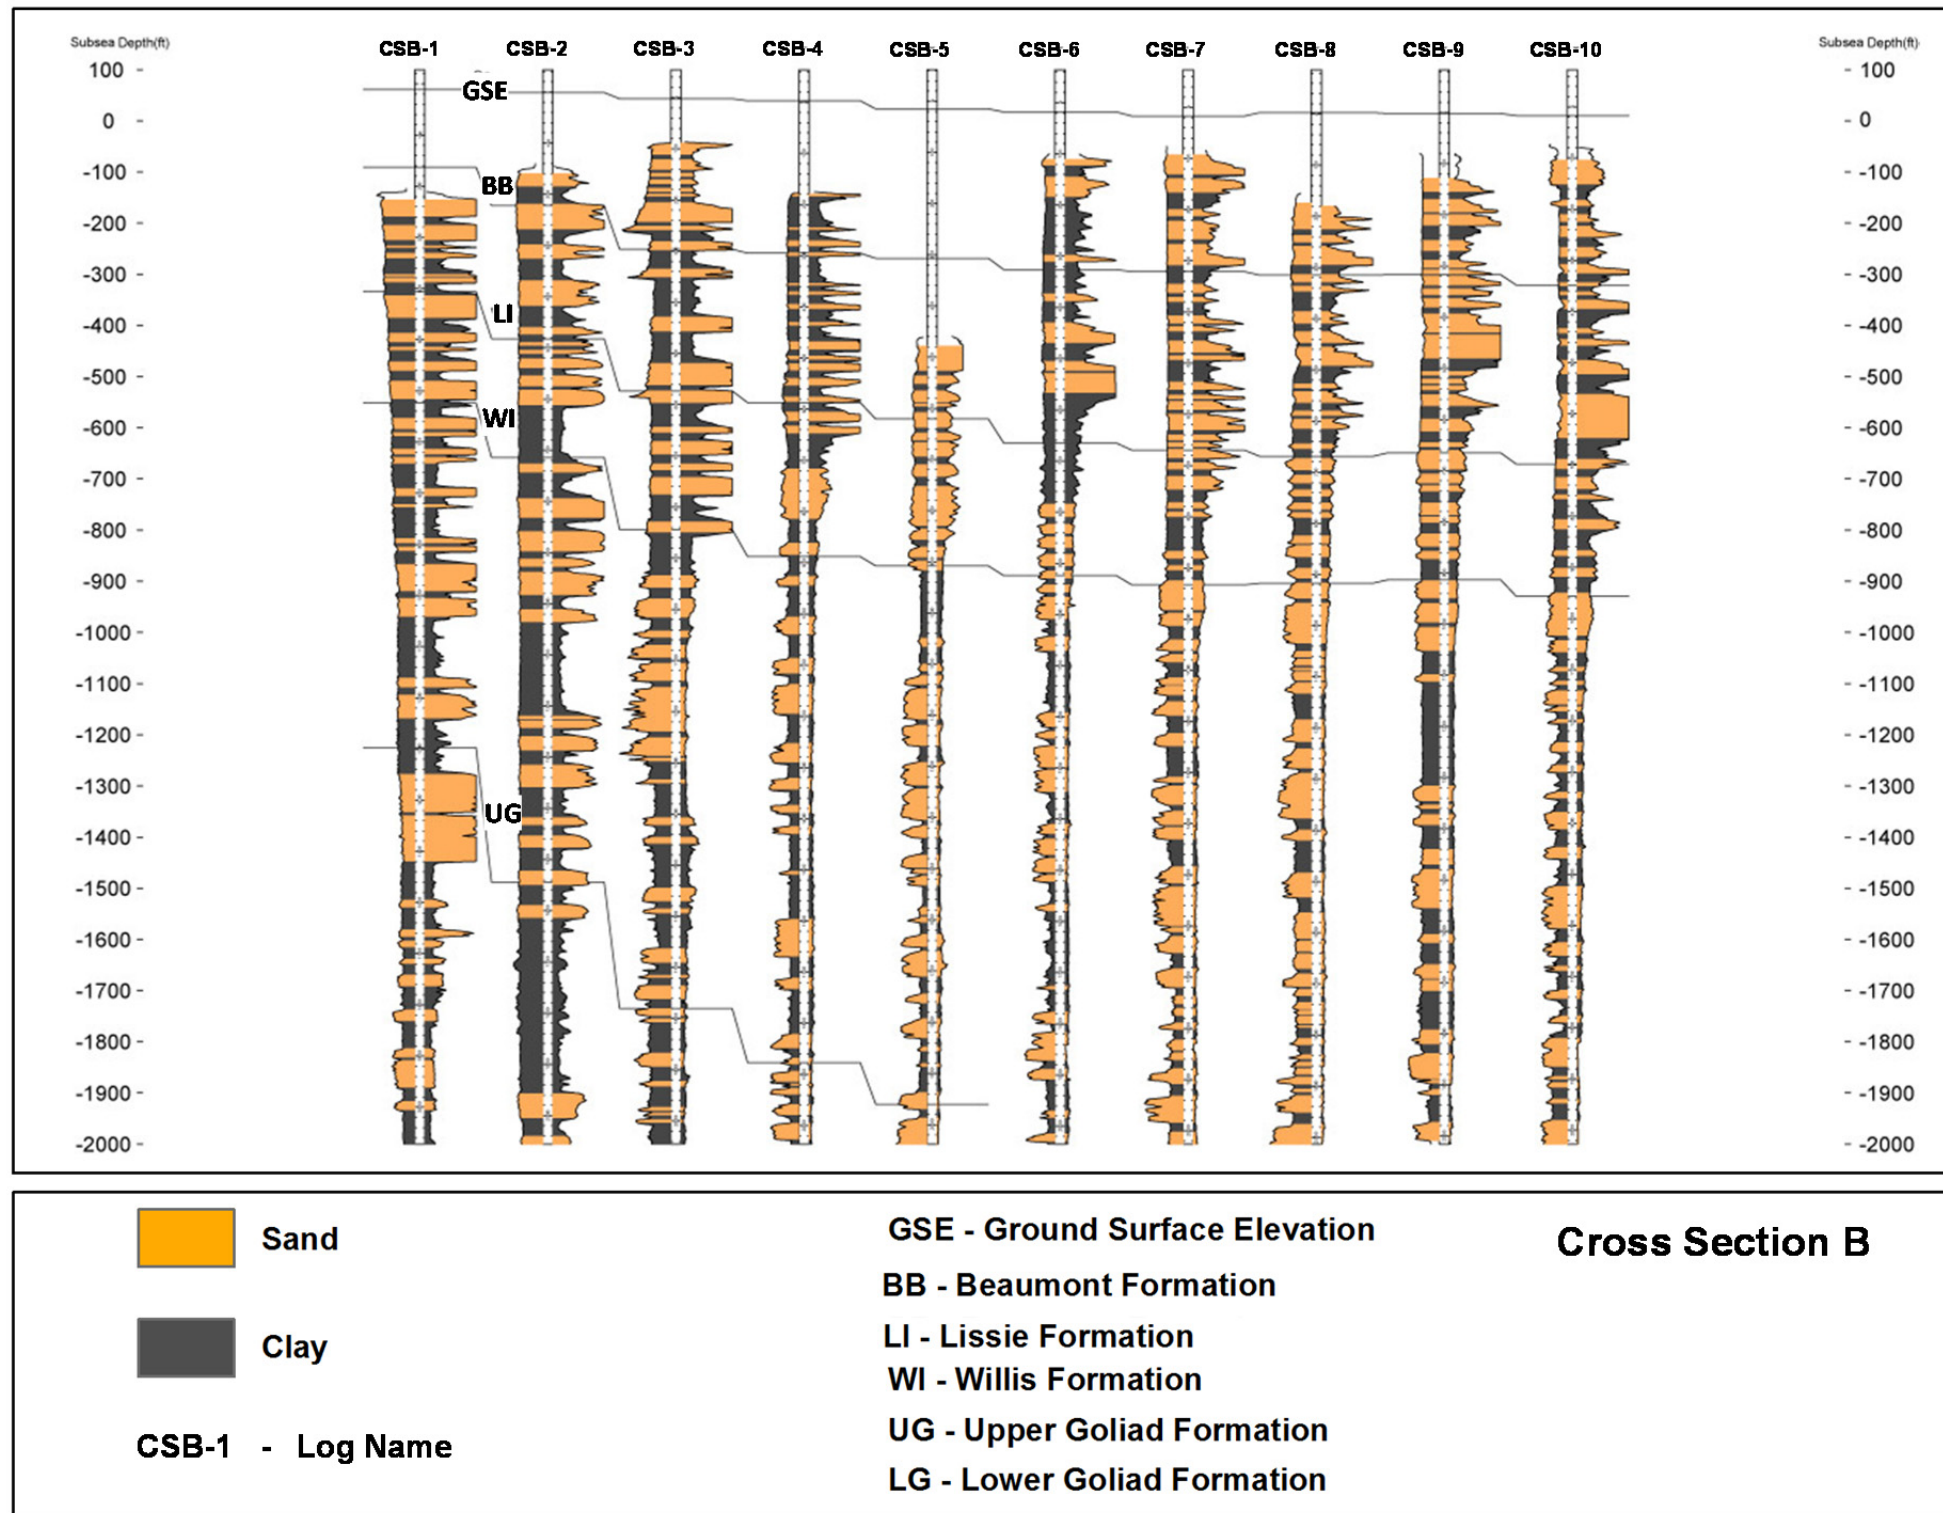 Subsea Depth(ft) CSB-1 CSB-2 CSB-3 CSB-4 CSB-5 CSB-6 CSB-7 CSB-8 CSB-9 CSB-10 Subsea Depth(ft)
100 - - 100
GSE
0 - - 0
-100 - - -100
BB
-200 - - -200
-300 - - -300
LI
-400 - - -400
-500 - - -500
WI
-600 - - -600
-700 - - -700
-800 - - -800
-900 - - -900
-1000 - - -1000
-1100 - - -1100
-1200 - - -1200
-1300 - - -1300
UG
-1400 - - -1400
-1500 - - -1500
-1600 - - -1600
-1700 - - -1700
-1800 - - -1800
-1900 - - -1900
-2000 - - -2000
Sand
Clay
CSB-1 - Log Name
GSE - Ground Surface Elevation
BB - Beaumont Formation
LI - Lissie Formation
WI - Willis Formation
UG - Upper Goliad Formation
LG - Lower Goliad Formation
Cross Section B